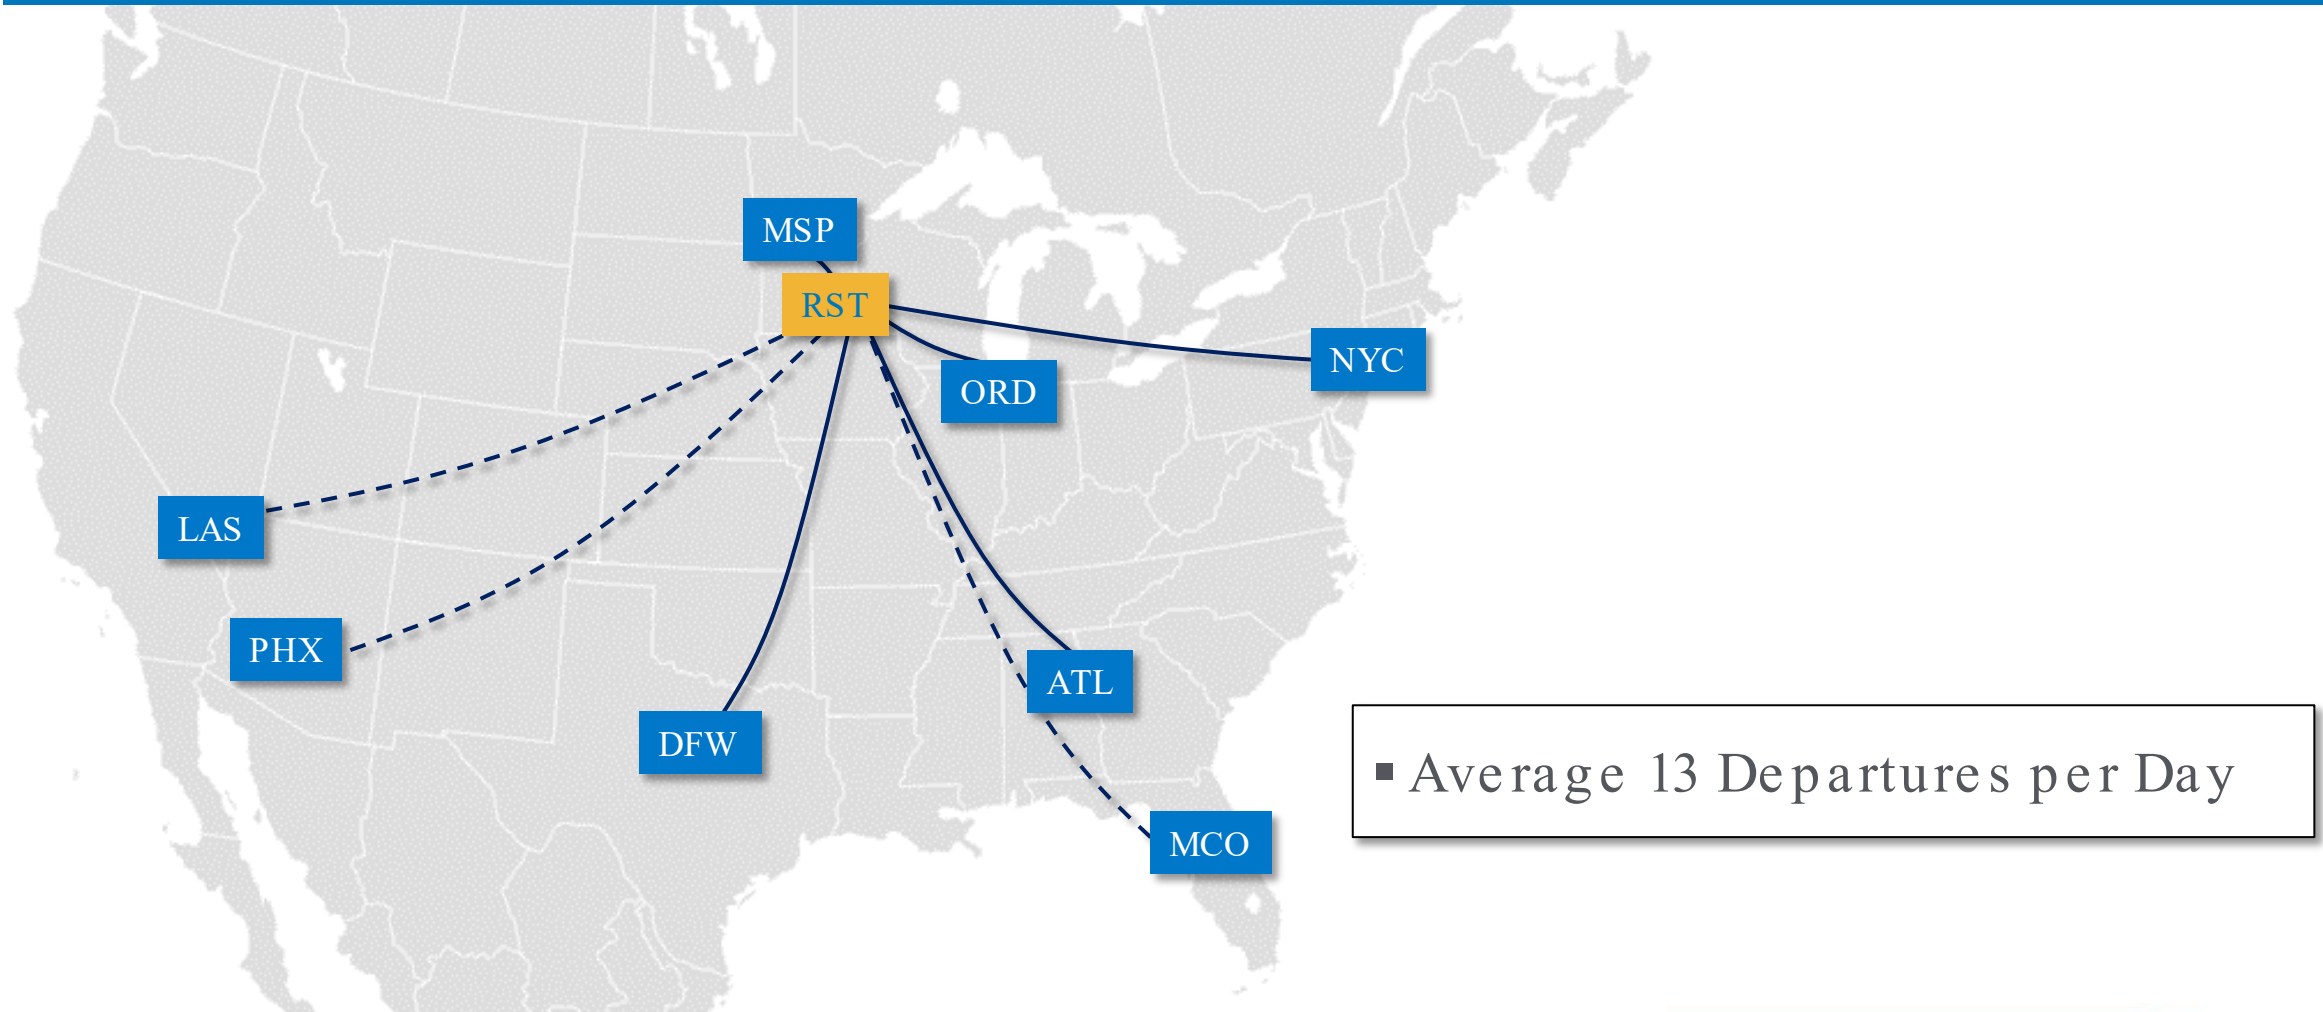 MSP
RST
NYC
ORD
LAS
PHX
ATL
DFW
▪ Average 13 Departures per Day
MCO